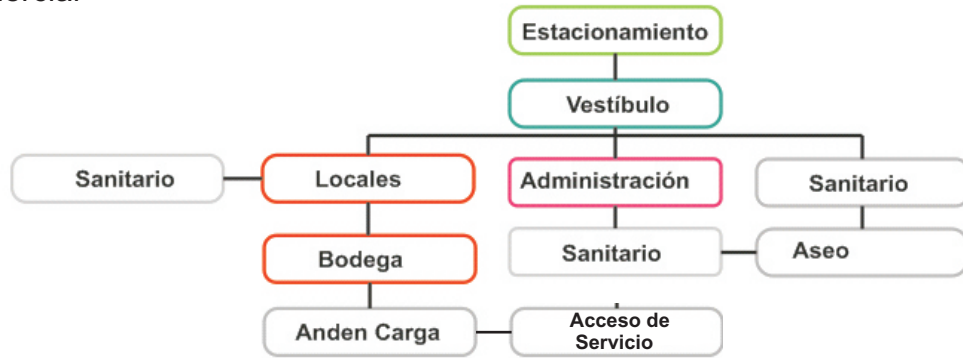 Estacionamiento
Vestíbulo
Sanitario
Locales
Administración
Sanitario
Bodega
Sanitario
Aseo
Anden Carga
Acceso de
Servicio